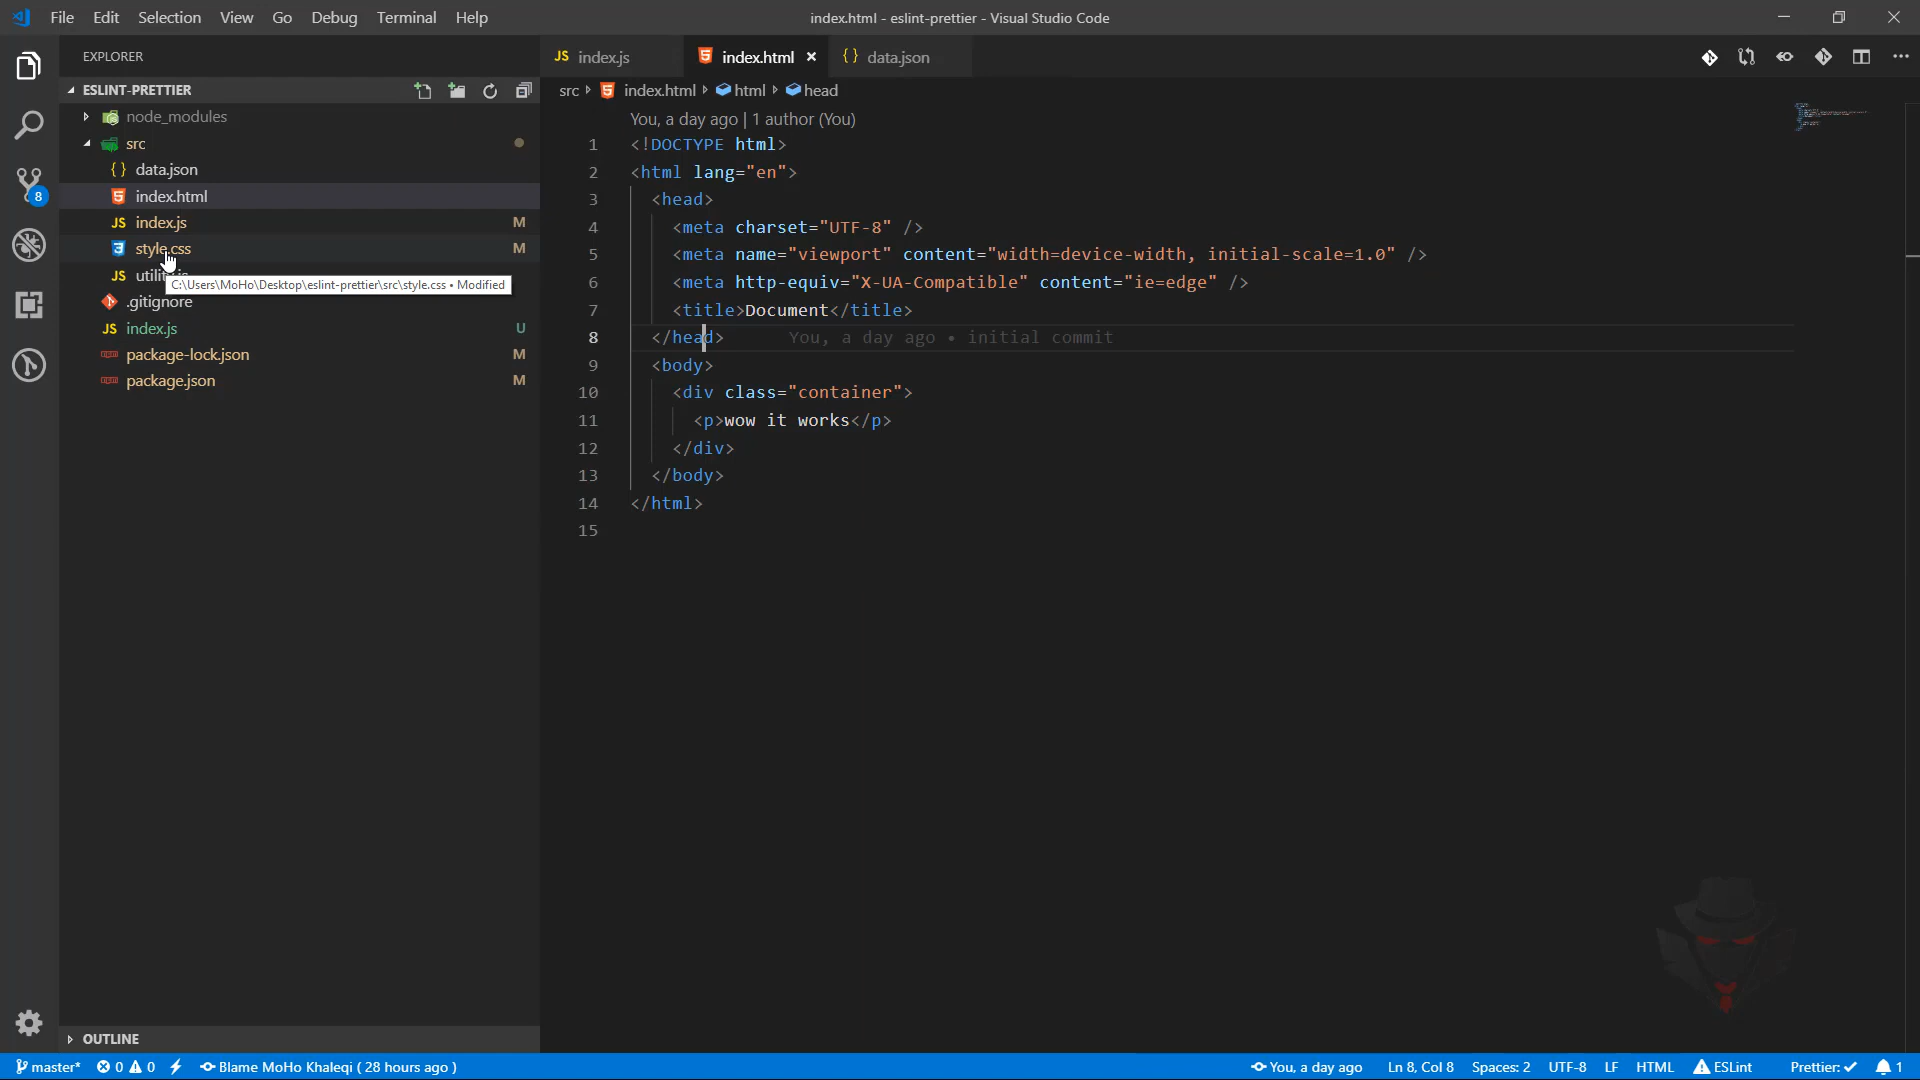 File Edit Selection View Go Debug Terminal Help
index.html - eslint-prettier - Visual Studio Code
EXPLORER
ESLINT-PRETTIER
node_modules
src
{ } data.json
index.html
JS index.js M
style.css M
JS
C:\Users\MoHo\Desktop\eslint-prettier\src\style.css • Modified
.gitignore
JS index.js U
package-lock.json M
package.json M
OUTLINE
8
JS index.js
index.html ×
{ } data.json
src index.html html head
You, a day ago | 1 author (You)
1 <!DOCTYPE html>
2 <html lang="en">
3 <head>
4 <meta charset="UTF-8" />
5 <meta name="viewport" content="width=device-width, initial-scale=1.0" />
6 <meta http-equiv="X-UA-Compatible" content="ie=edge" />
7 <title>Document</title>
8 </head> You, a day ago • initial commit
9 <body>
10 <div class="container">
11 <p>wow it works</p>
12 </div>
13 </body>
14 </html>
15
master* 0 0 Blame MoHo Khaleqi ( 28 hours ago ) You, a day ago Ln 8, Col 8 Spaces: 2 UTF-8 LF HTML ESLint Prettier: ✓ 1